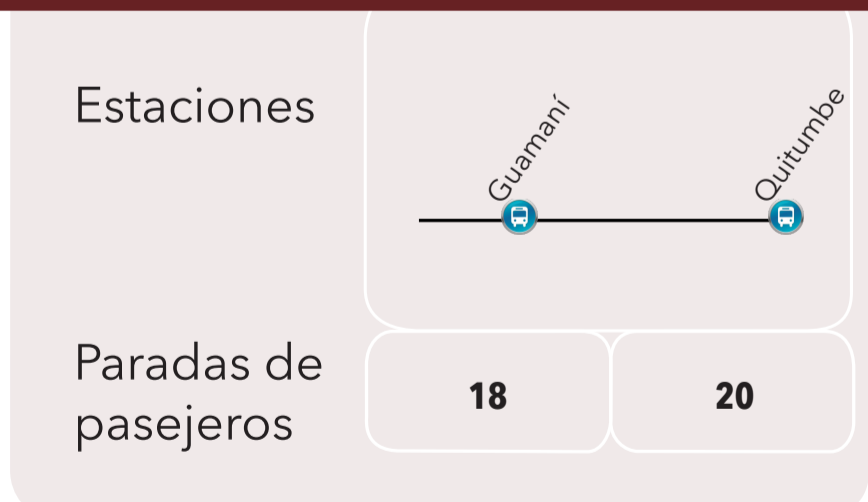 Estaciones
Guamaní
Quitumbe
Paradas de
pasejeros
18
20